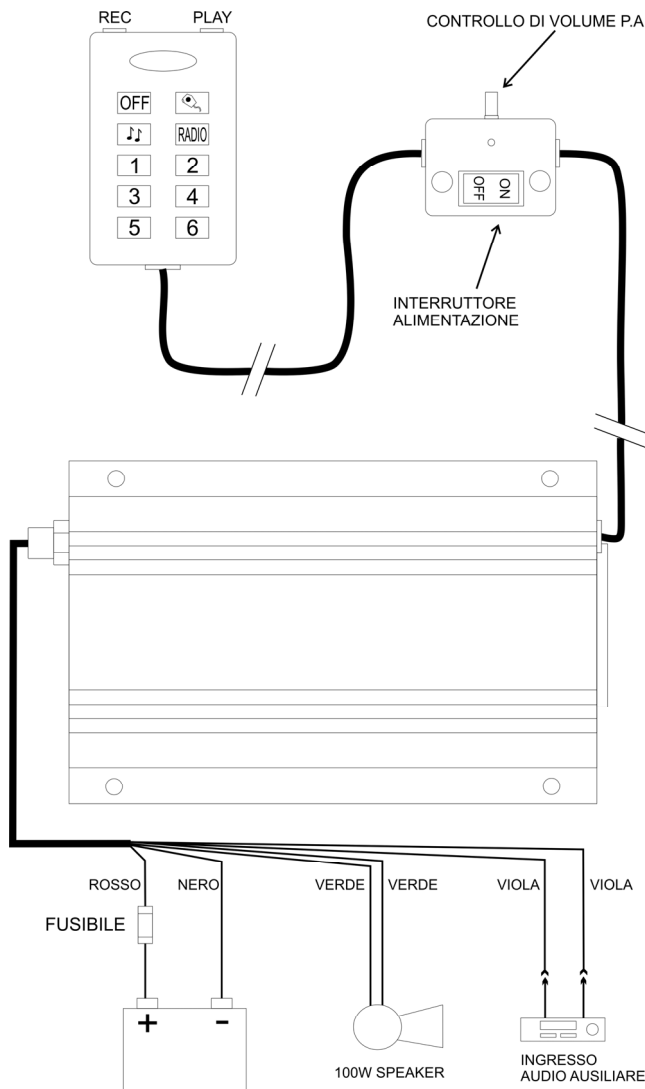 REC PLAY
CONTROLLO DI VOLUME P.A
OFF
RADIO
1 2
3 4
5 6
ON
OFF
INTERRUTTORE
ALIMENTAZIONE
ROSSO NERO VERDE VERDE VIOLA VIOLA
FUSIBILE
+ -
100W SPEAKER
INGRESSO
AUDIO AUSILIARE